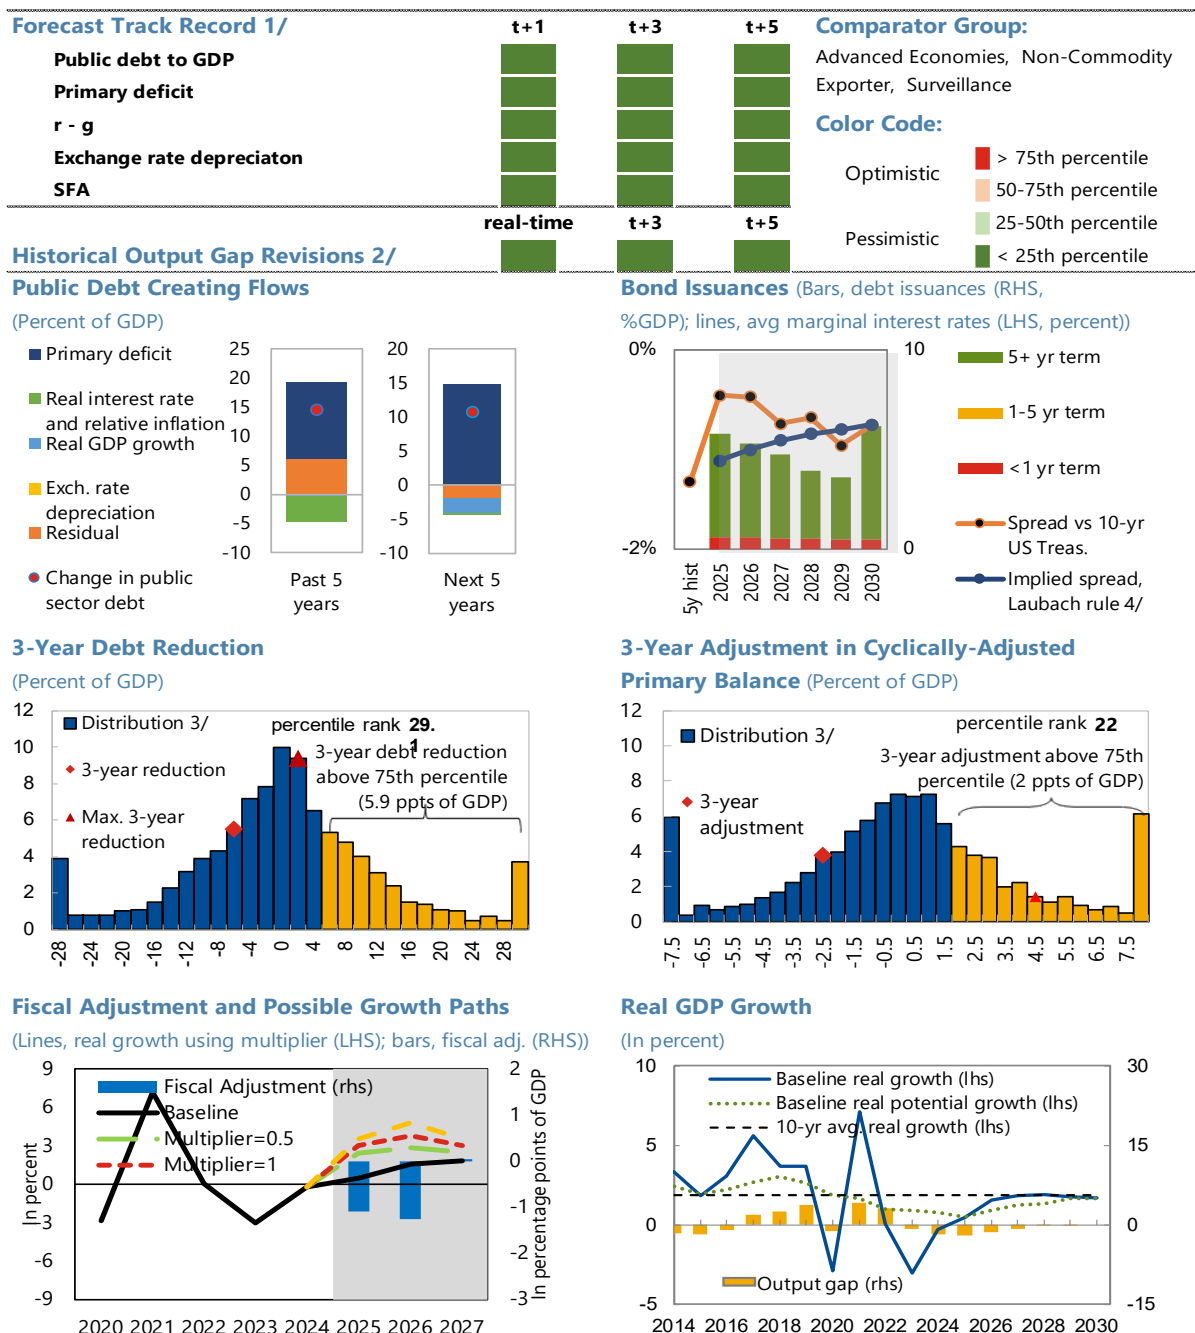 Forecast Track Record 1/ t+1 t+3 t+5
Public debt to GDP
Primary deficit
r - g
Exchange rate depreciaton
SFA
real-time t+3 t+5
Historical Output Gap Revisions 2/
Comparator Group:
Advanced Economies, Non-Commodity
Exporter, Surveillance
Color Code:
Optimistic
> 75th percentile
50-75th percentile
Pessimistic
25-50th percentile
< 25th percentile
Public Debt Creating Flows
(Percent of GDP)
Primary deficit
Real interest rate
and relative inflation
Real GDP growth
Exch. rate
depreciation
Residual
Change in public
sector debt
25
20
15
10
5
0
-5
-10
Past 5
years
20
15
10
5
0
-5
-10
Next 5
years
Bond Issuances (Bars, debt issuances (RHS,
%GDP); lines, avg marginal interest rates (LHS, percent))
0%
-2%
10
0
5y hist
2025
2026
2027
2028
2029
2030
5+ yr term
1-5 yr term
<1 yr term
Spread vs 10-yr
US Treas.
Implied spread,
Laubach rule 4/
3-Year Debt Reduction
(Percent of GDP)
12
10
8
6
4
2
0
Distribution 3/
3-year reduction
Max. 3-year
reduction
percentile rank 29.
1
3-year debt reduction
above 75th percentile
(5.9 ppts of GDP)
-28
-24
-20
-16
-12
-8
-4
0
4
8
12
16
20
24
28
3-Year Adjustment in Cyclically-Adjusted
Primary Balance (Percent of GDP)
12
10
8
6
4
2
0
Distribution 3/
3-year
adjustment
percentile rank 22
3-year adjustment above 75th
percentile (2 ppts of GDP)
-7.5
-6.5
-5.5
-4.5
-3.5
-2.5
-1.5
-0.5
0.5
1.5
2.5
3.5
4.5
5.5
6.5
7.5
Fiscal Adjustment and Possible Growth Paths
(Lines, real growth using multiplier (LHS); bars, fiscal adj. (RHS))
In percent
9
6
3
0
-3
-6
-9
Fiscal Adjustment (rhs)
Baseline
Multiplier=0.5
Multiplier=1
2
1
0
-1
-2
-3
In percentage points of GDP
2020 2021 2022 2023 2024 2025 2026 2027
Real GDP Growth
(In percent)
10
5
0
-5
Baseline real growth (lhs)
Baseline real potential growth (lhs)
10-yr avg. real growth (lhs)
Output gap (rhs)
30
15
0
-15
2014 2016 2018 2020 2022 2024 2026 2028 2030